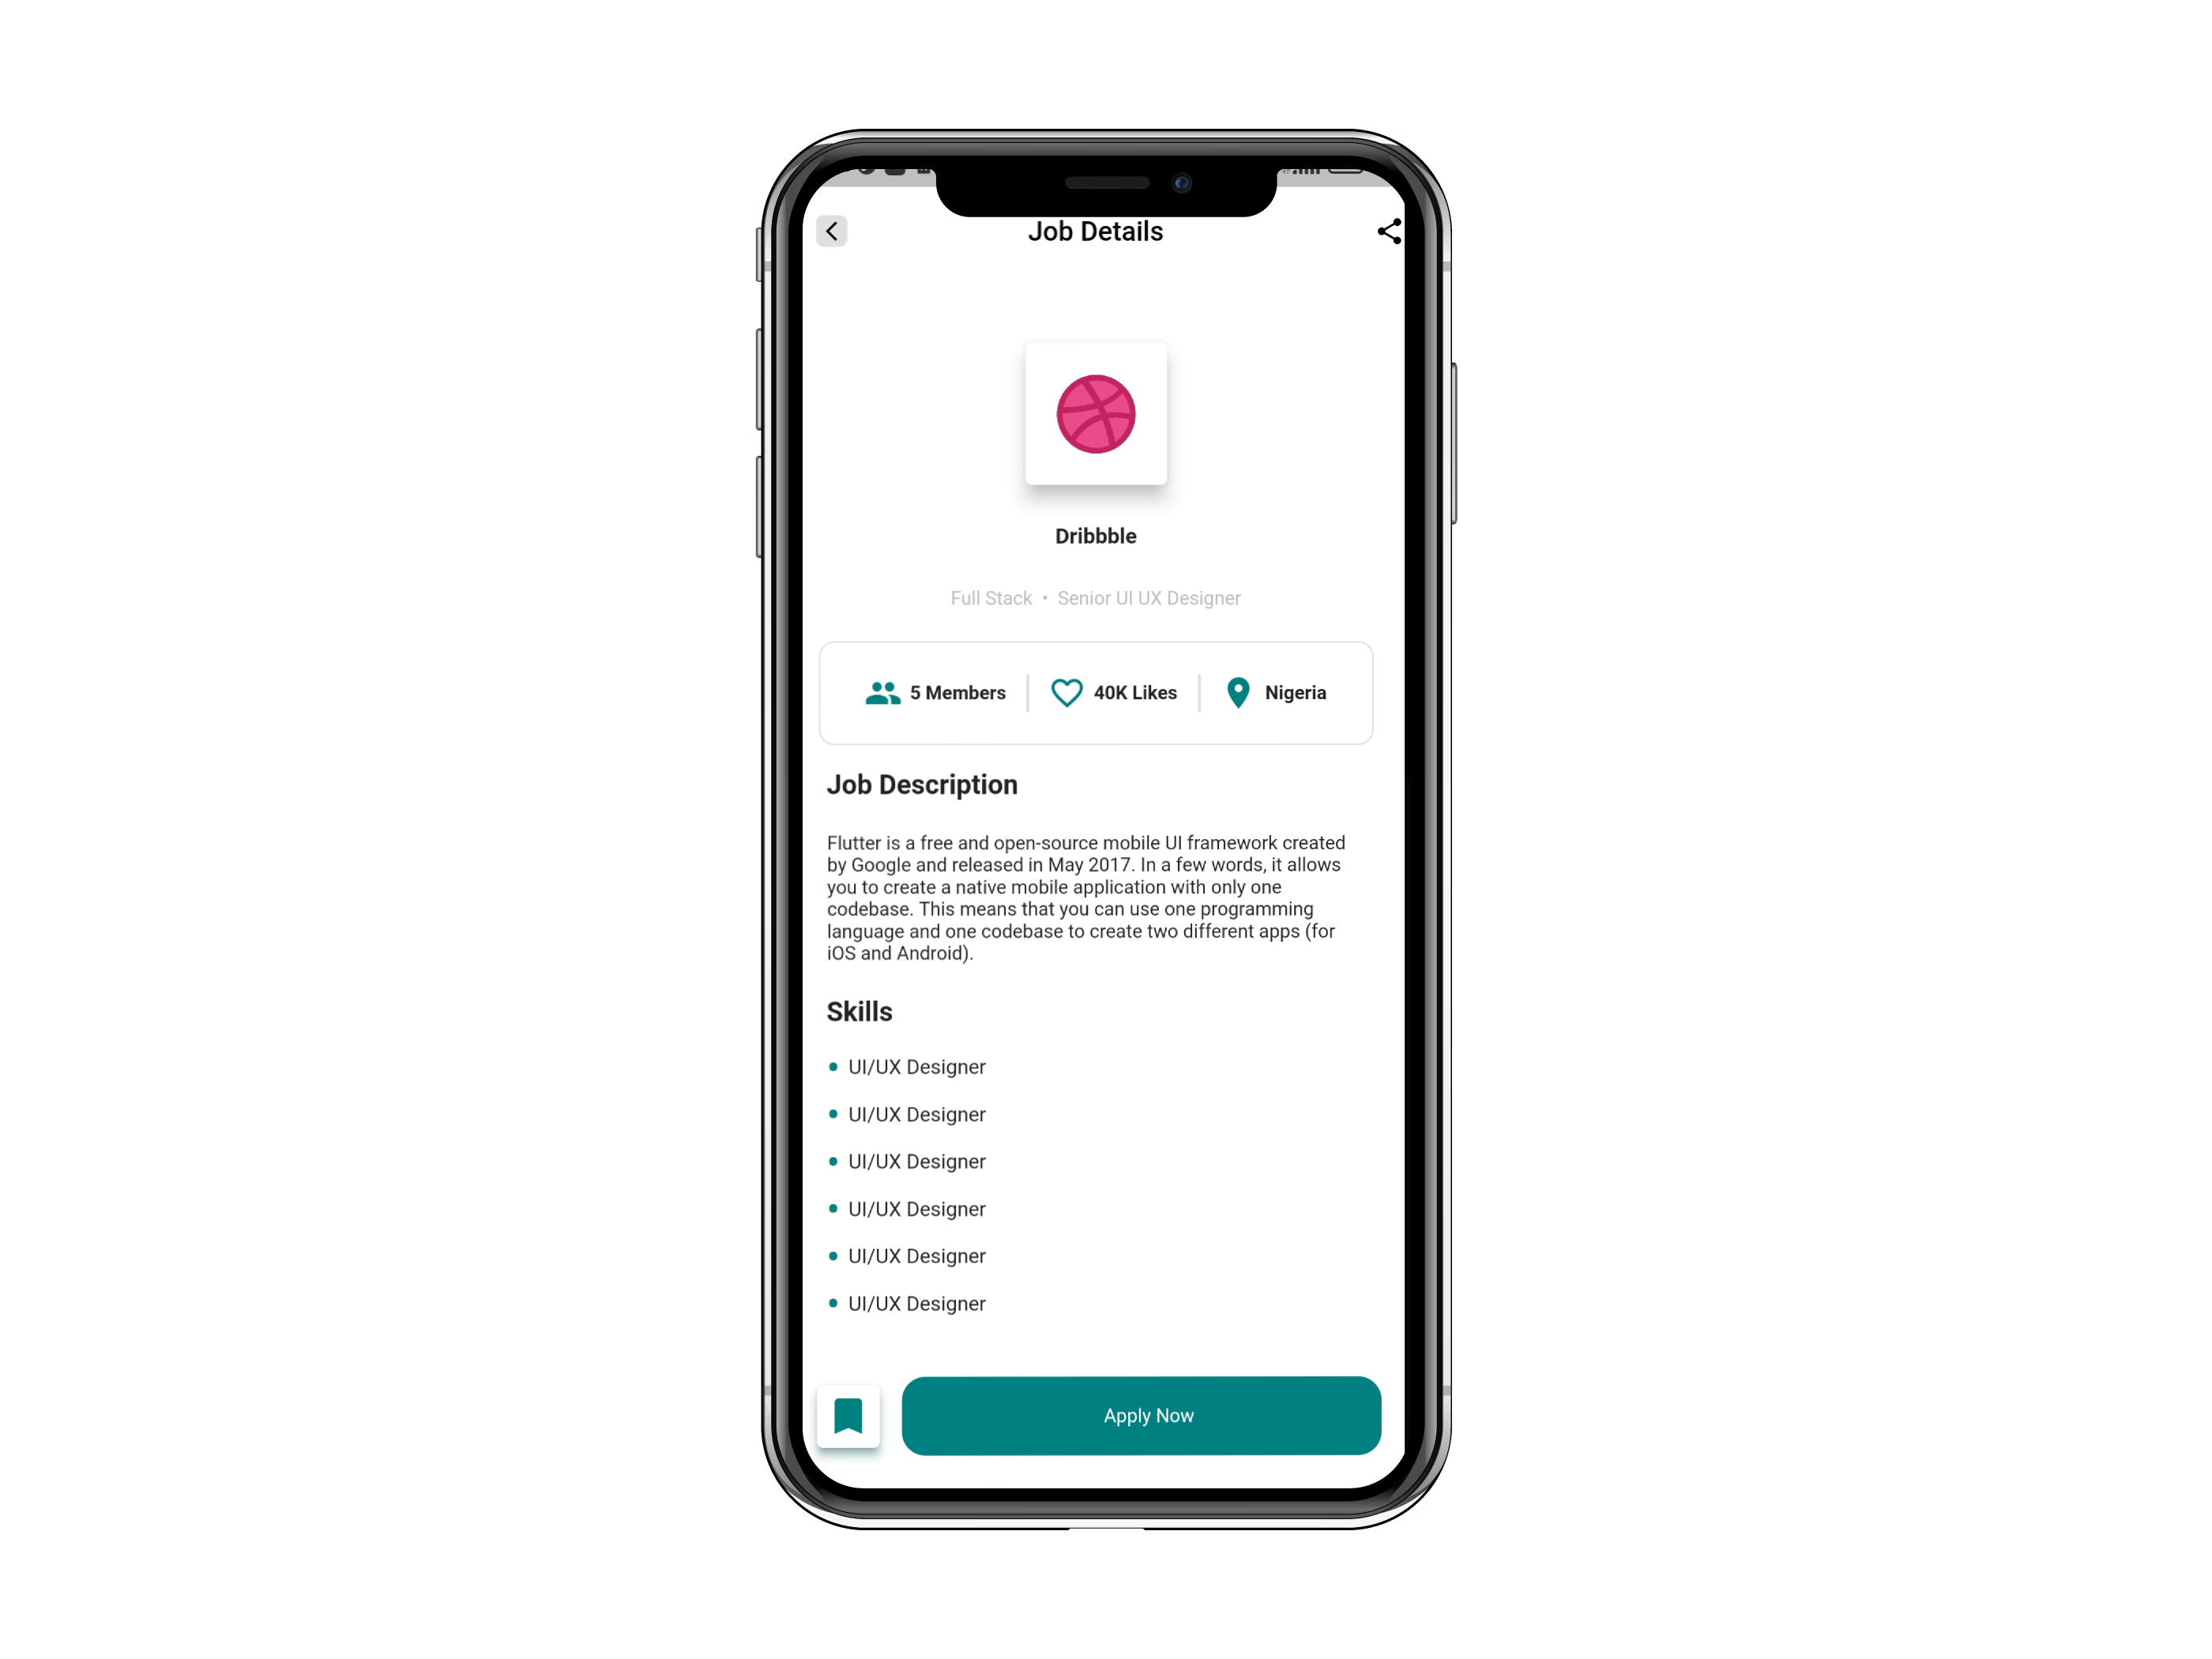 Job Details
Dribbble
Full Stack • Senior UI UX Designer
5 Members
40K Likes
Nigeria
Job Description
Flutter is a free and open-source mobile UI framework created
by Google and released in May 2017. In a few words, it allows
you to create a native mobile application with only one
codebase. This means that you can use one programming
language and one codebase to create two different apps (for
iOS and Android).
Skills
• UI/UX Designer
• UI/UX Designer
• UI/UX Designer
• UI/UX Designer
• UI/UX Designer
• UI/UX Designer
Apply Now